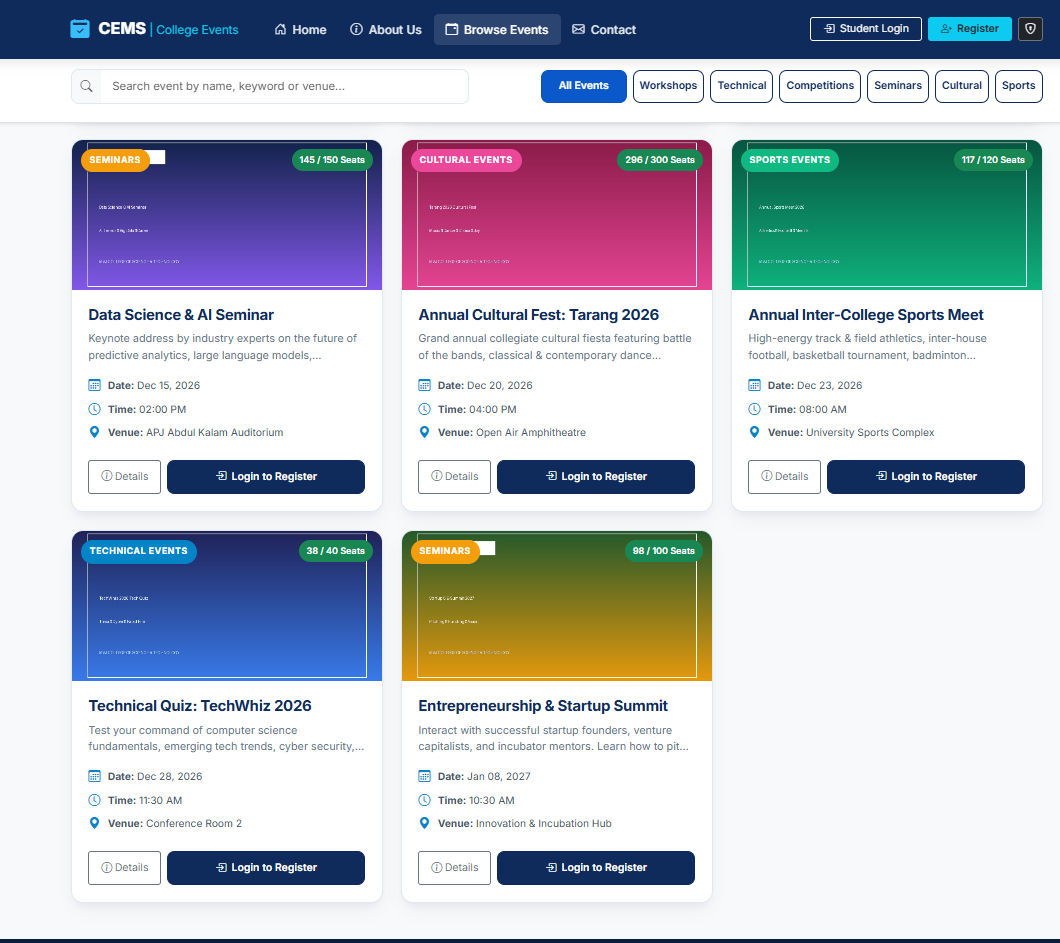 CEMS | College Events
Home
About Us
Browse Events
Contact
Student Login
Register
Search event by name, keyword or venue...
All Events
Workshops
Technical
Competitions
Seminars
Cultural
Sports
SEMINARS
145 / 150 Seats
Data Science & AI Seminar
Keynote address by industry experts on the future of
predictive analytics, large language models,...
Date: Dec 15, 2026
Time: 02:00 PM
Venue: APJ Abdul Kalam Auditorium
Details
Login to Register
CULTURAL EVENTS
296 / 300 Seats
Annual Cultural Fest: Tarang 2026
Grand annual collegiate cultural fiesta featuring battle
of the bands, classical & contemporary dance...
Date: Dec 20, 2026
Time: 04:00 PM
Venue: Open Air Amphitheatre
Details
Login to Register
SPORTS EVENTS
117 / 120 Seats
Annual Inter-College Sports Meet
High-energy track & field athletics, inter-house
football, basketball tournament, badminton...
Date: Dec 23, 2026
Time: 08:00 AM
Venue: University Sports Complex
Details
Login to Register
TECHNICAL EVENTS
38 / 40 Seats
Technical Quiz: TechWhiz 2026
Test your command of computer science
fundamentals, emerging tech trends, cyber security,...
Date: Dec 28, 2026
Time: 11:30 AM
Venue: Conference Room 2
Details
Login to Register
SEMINARS
98 / 100 Seats
Entrepreneurship & Startup Summit
Interact with successful startup founders, venture
capitalists, and incubator mentors. Learn how to pit...
Date: Jan 08, 2027
Time: 10:30 AM
Venue: Innovation & Incubation Hub
Details
Login to Register